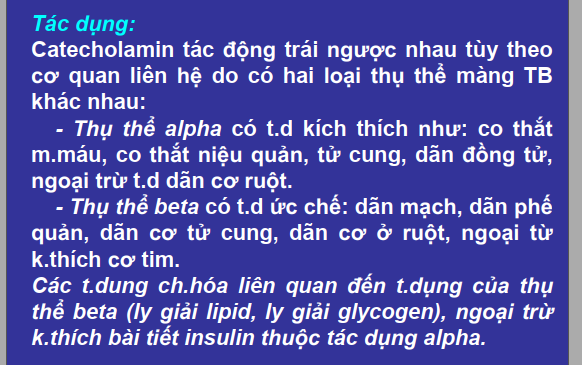 Tác dụng:
Catecholamin tác động trái ngược nhau tùy theo
cơ quan liên hệ do có hai loại thụ thể màng TB
khác nhau:
- Thụ thể alpha có t.d kích thích như: co thắt
m.máu, co thắt niệu quản, tử cung, dãn đồng tử,
ngoại trừ t.d dãn cơ ruột.
- Thụ thể beta có t.d ức chế: dãn mạch, dãn phế
quản, dãn cơ tử cung, dãn cơ ở ruột, ngoại từ
k.thích cơ tim.
Các t.dung ch.hóa liên quan đến t.dụng của thụ
thể beta (ly giải lipid, ly giải glycogen), ngoại trừ
k.thích bài tiết insulin thuộc tác dụng alpha.